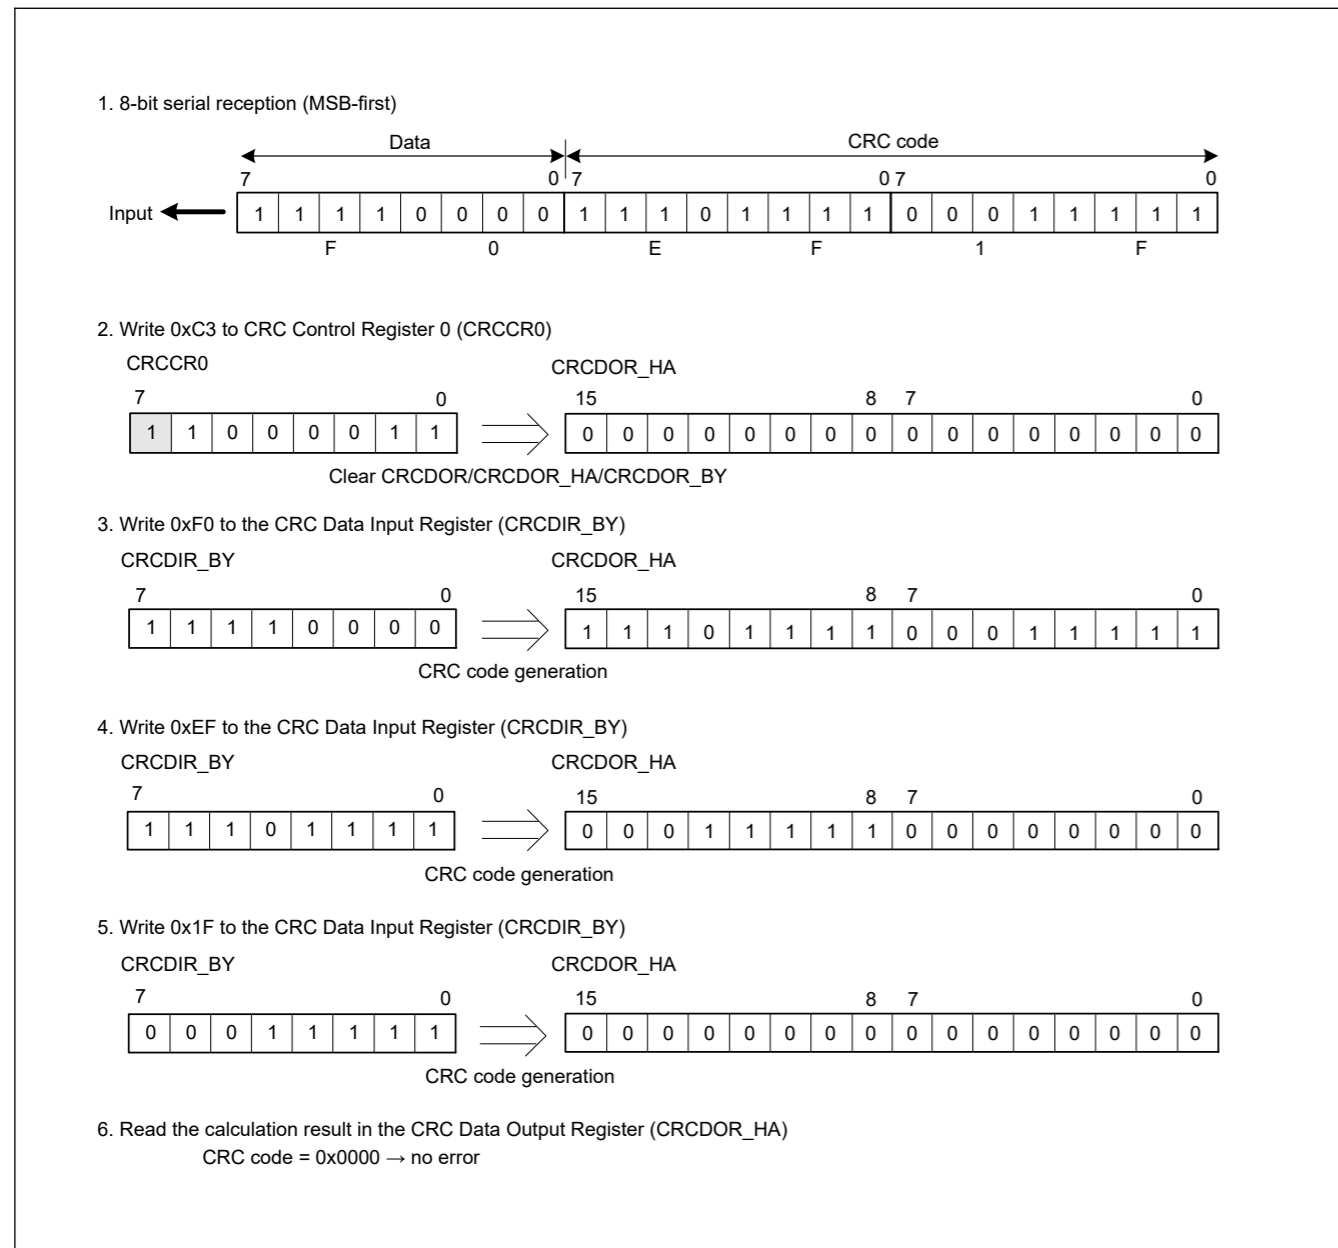 1. 8-bit serial reception (MSB-first)
Data CRC code
7 0 7 0 7 0
Input 1 1 1 1 0 0 0 0 1 1 1 0 1 1 1 1 0 0 0 1 1 1 1 1
F 0 E F 1 F
2. Write 0xC3 to CRC Control Register 0 (CRCCR0)
CRCCR0 CRCDOR_HA
7 0 15 8 7 0
1 1 0 0 0 0 1 1 0 0 0 0 0 0 0 0 0 0 0 0 0 0 0 0
Clear CRCDOR/CRCDOR_HA/CRCDOR_BY
3. Write 0xF0 to the CRC Data Input Register (CRCDIR_BY)
CRCDIR_BY CRCDOR_HA
7 0 15 8 7 0
1 1 1 1 0 0 0 0 1 1 1 0 1 1 1 1 0 0 0 1 1 1 1 1
CRC code generation
4. Write 0xEF to the CRC Data Input Register (CRCDIR_BY)
CRCDIR_BY CRCDOR_HA
7 0 15 8 7 0
1 1 1 0 1 1 1 1 0 0 0 1 1 1 1 1 0 0 0 0 0 0 0 0
CRC code generation
5. Write 0x1F to the CRC Data Input Register (CRCDIR_BY)
CRCDIR_BY CRCDOR_HA
7 0 15 8 7 0
0 0 0 1 1 1 1 1 0 0 0 0 0 0 0 0 0 0 0 0 0 0 0 0
CRC code generation
6. Read the calculation result in the CRC Data Output Register (CRCDOR_HA)
CRC code = 0x0000 → no error